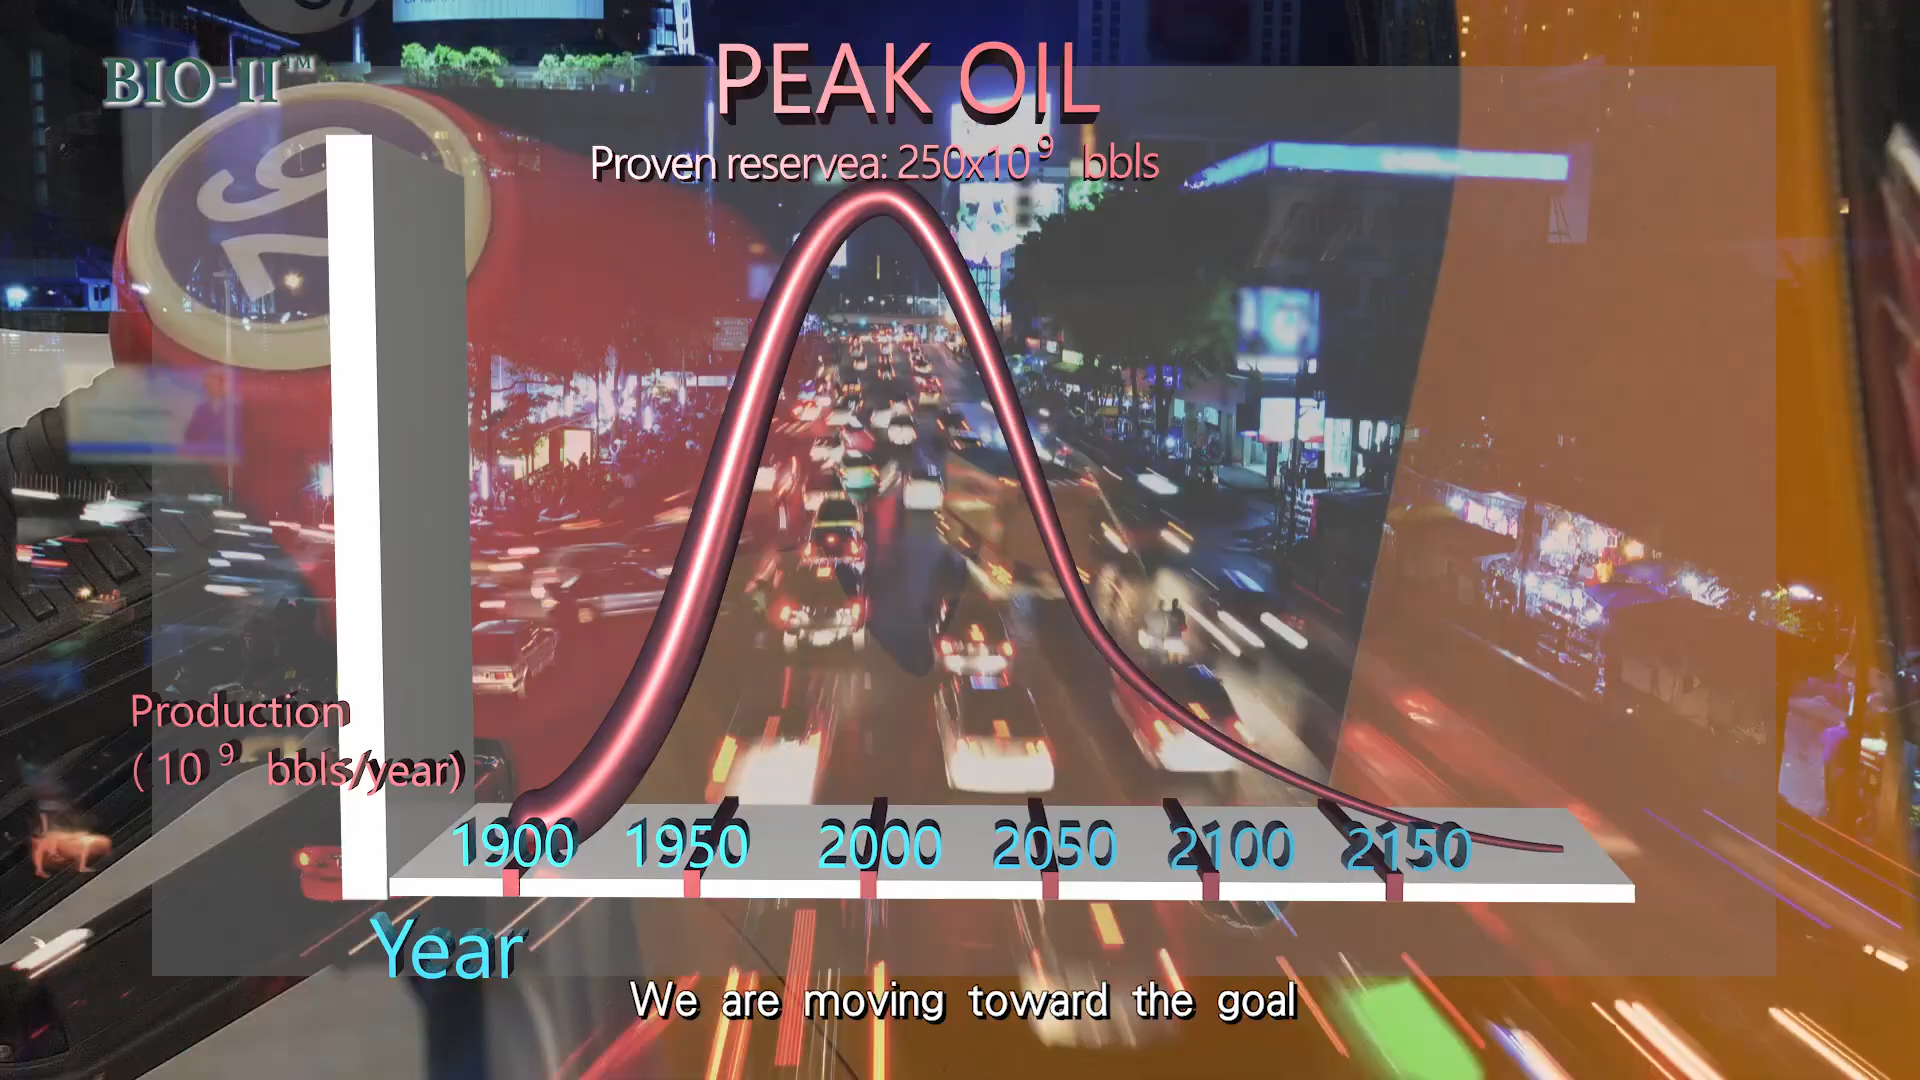 BIO-II™
PEAK OIL
Proven reservea: 250x10⁹ bbls
97
Production
( 10⁹ bbls/year)
1900 1950 2000 2050 2100 2150
Year
We are moving toward the goal